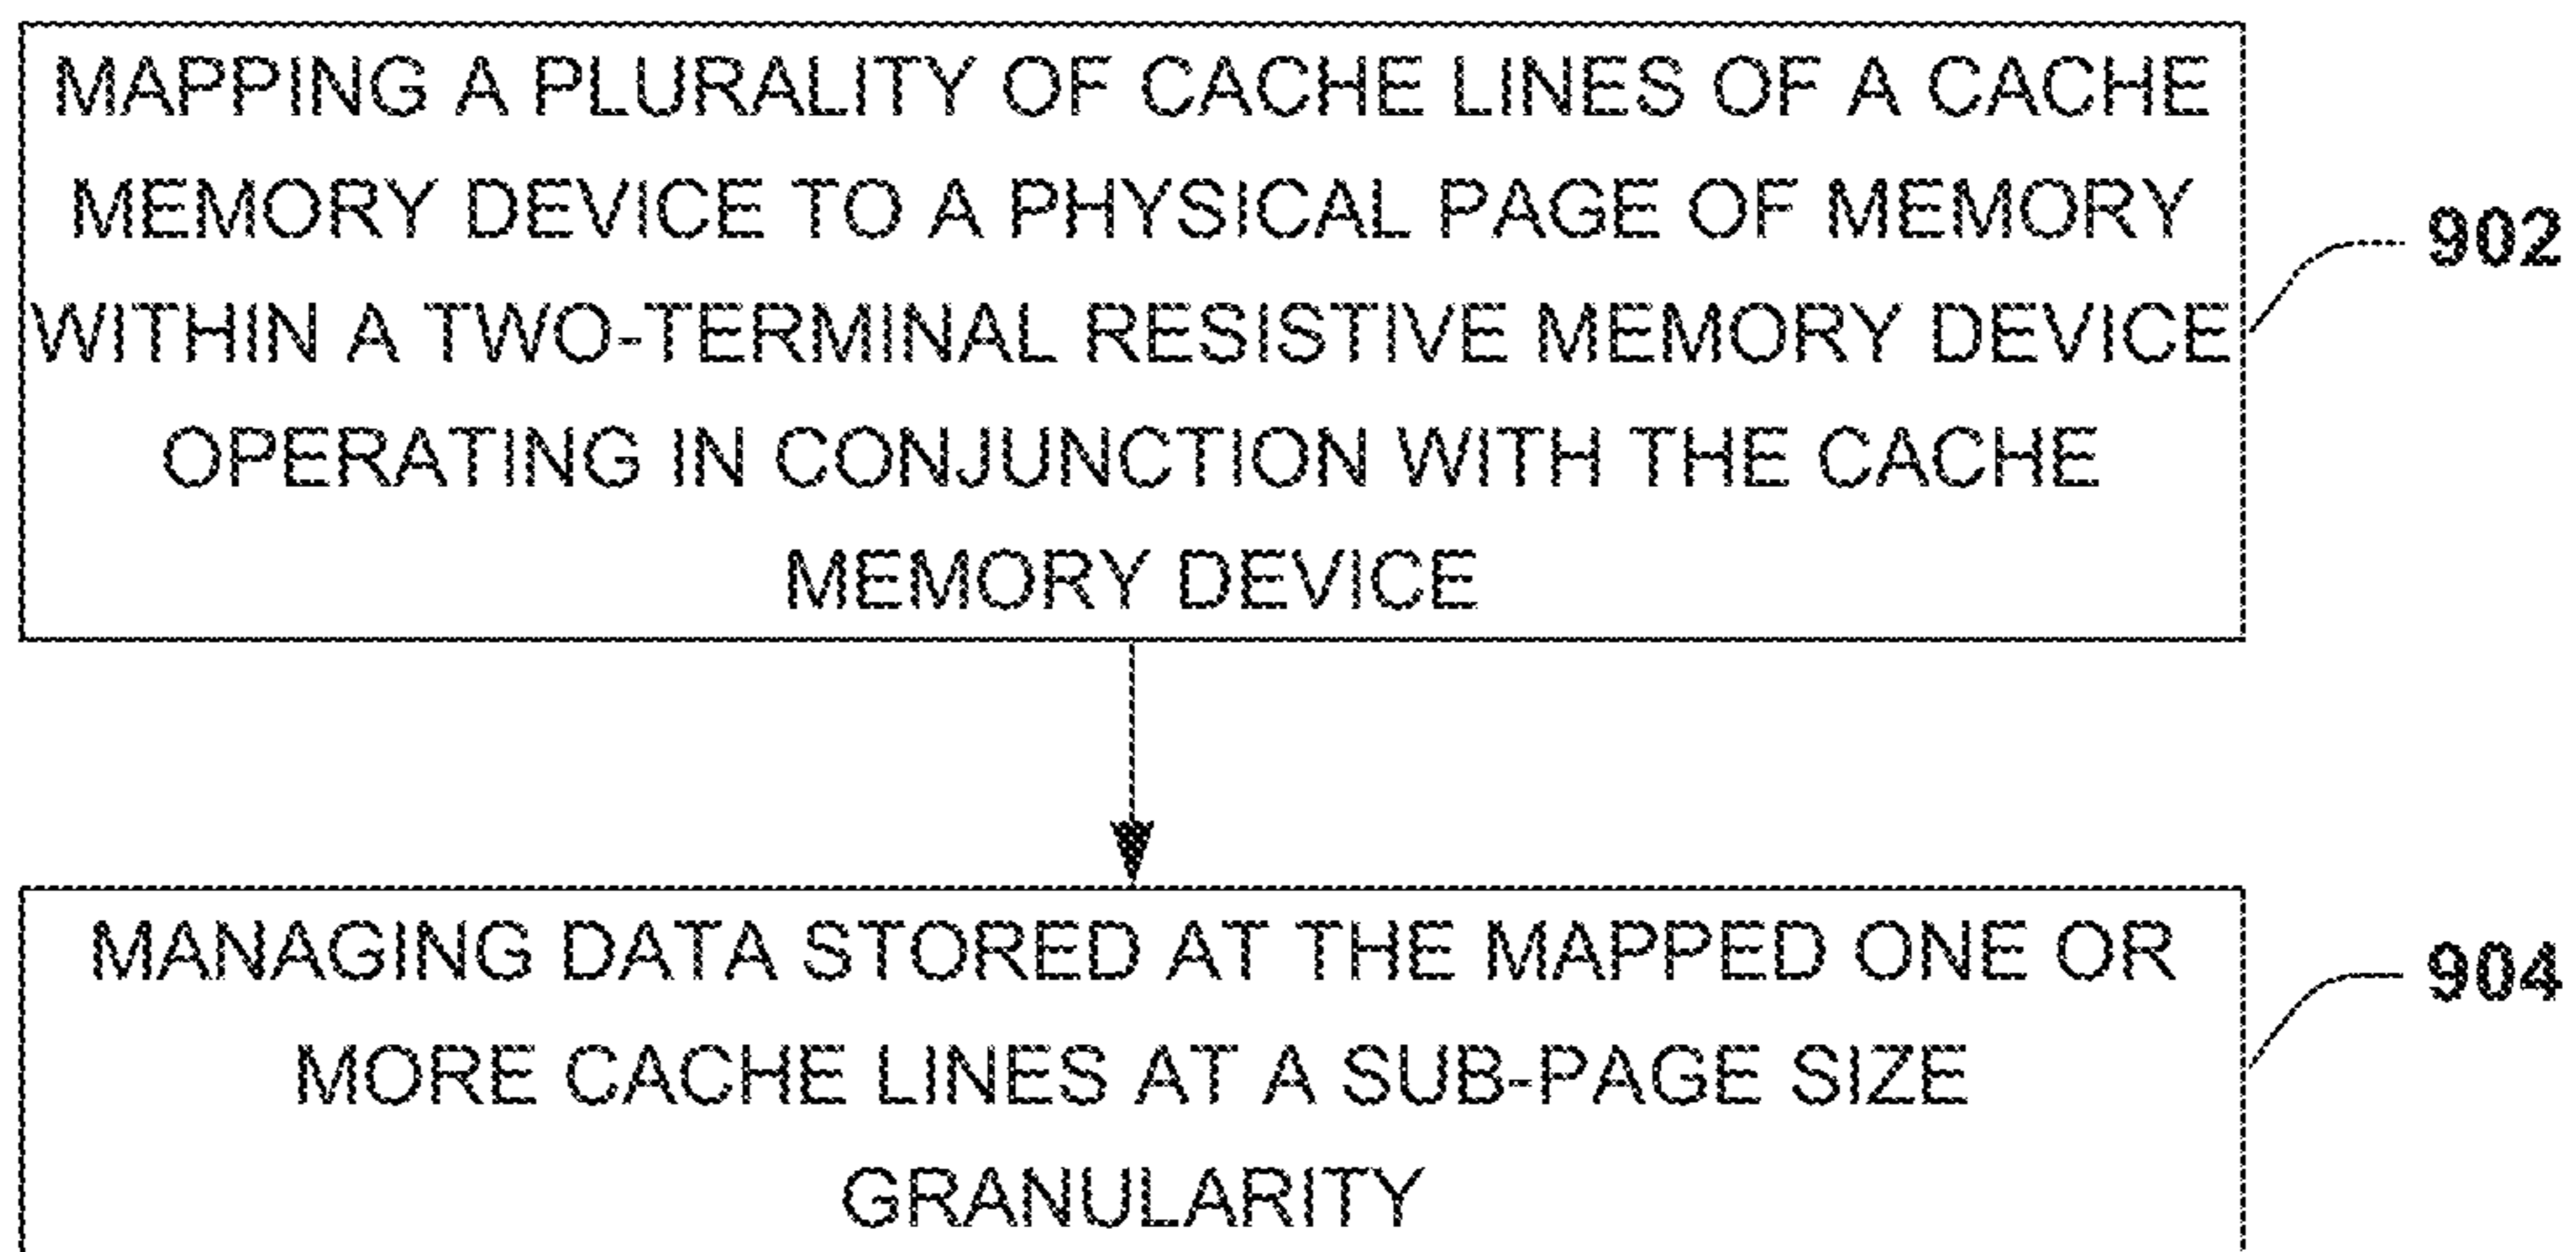 MAPPING A PLURALITY OF CACHE LINES OF A CACHE
MEMORY DEVICE TO A PHYSICAL PAGE OF MEMORY
WITHIN A TWO-TERMINAL RESISTIVE MEMORY DEVICE
OPERATING IN CONJUNCTION WITH THE CACHE
MEMORY DEVICE
902
MANAGING DATA STORED AT THE MAPPED ONE OR
MORE CACHE LINES AT A SUB-PAGE SIZE
GRANULARITY
904